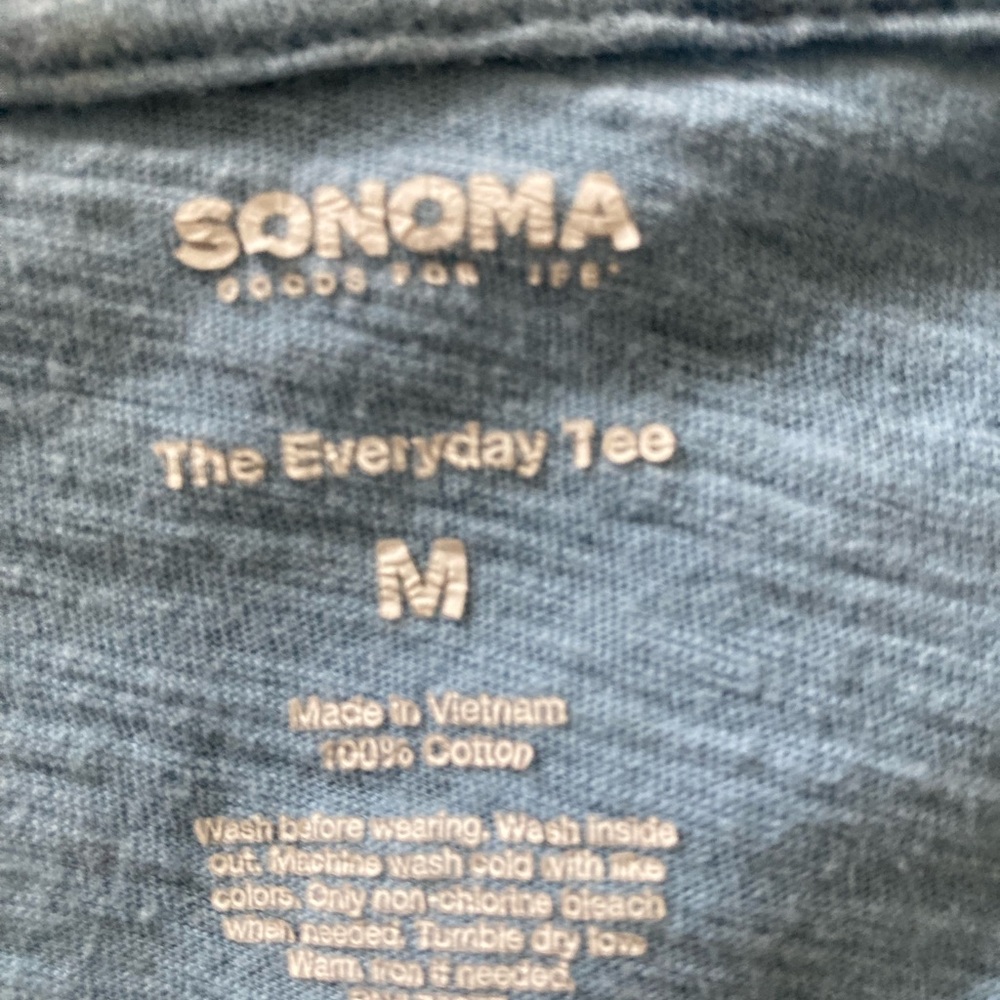 SONOMA
GOODS FOR LIFE
The Everyday Tee
M
Made in Vietnam
100% Cotton
Wash before wearing. Wash inside
out. Machine wash cold with like
colors. Only non-chlorine bleach
when needed. Tumble dry low
Warm iron if needed.